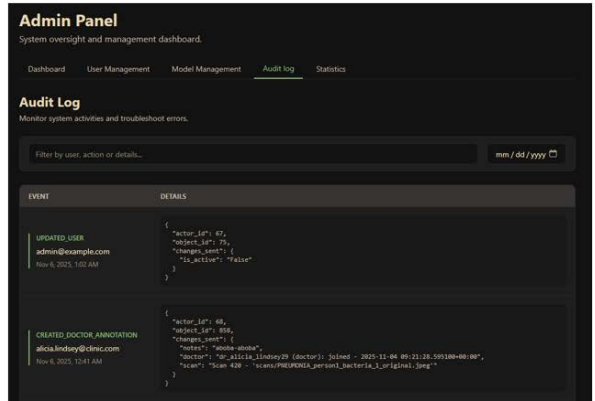 Admin Panel
System oversight and management dashboard.
Dashboard User Management Model Management Audit log Statistics
Audit Log
Monitor system activities and troubleshoot errors.
Filter by user, action or details... mm / dd / yyyy
EVENT DETAILS
UPDATED_USER
admin@example.com
Nov 6, 2025, 1:02 AM
{
"actor_id": 67,
"object_id": 75,
"changes_sent": {
"is_active": "False"
}
}
CREATED_DOCTOR_ANNOTATION
alicia.lindsey@clinic.com
Nov 6, 2025, 12:41 AM
{
"actor_id": 68,
"object_id": 858,
"changes_sent": {
"notes": "aboba-aboba",
"doctor": "dr_alicia_lindsey29 (doctor): joined - 2025-11-04 09:21:28.595100+00:00",
"scan": "Scan 420 - 'scans/PNEUMONIA_person1_bacteria_1_original.jpeg'"
}
}